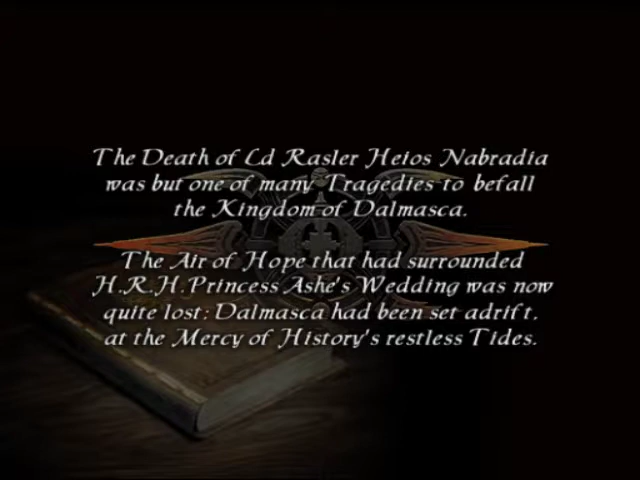 The Death of Ld Rasler Heios Nabradia
was but one of many Tragedies to befall
the Kingdom of Dalmasca.
The Air of Hope that had surrounded
H.R.H. Princess Ashe's Wedding was now
quite lost: Dalmasca had been set adrift,
at the Mercy of History's restless Tides.